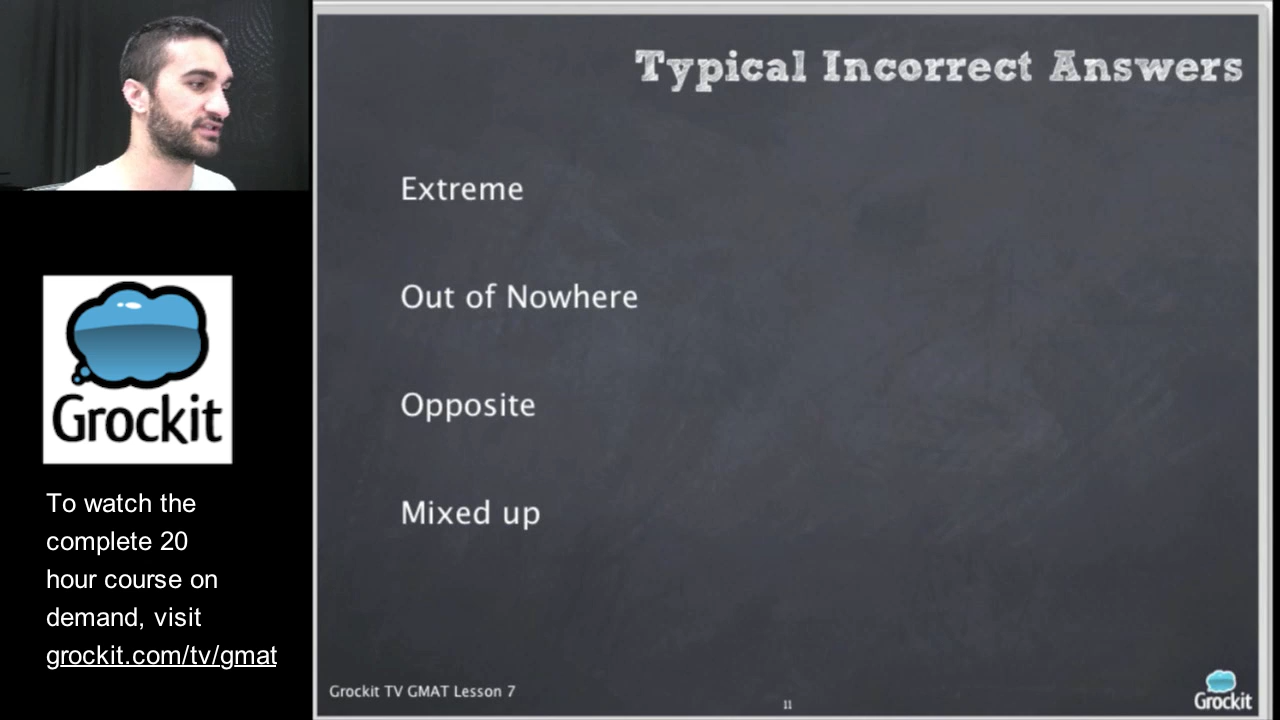 Typical Incorrect Answers
Extreme
Out of Nowhere
Opposite
Mixed up
Grockit
To watch the
complete 20
hour course on
demand, visit
grockit.com/tv/gmat
Grockit TV GMAT Lesson 7
11
Grockit